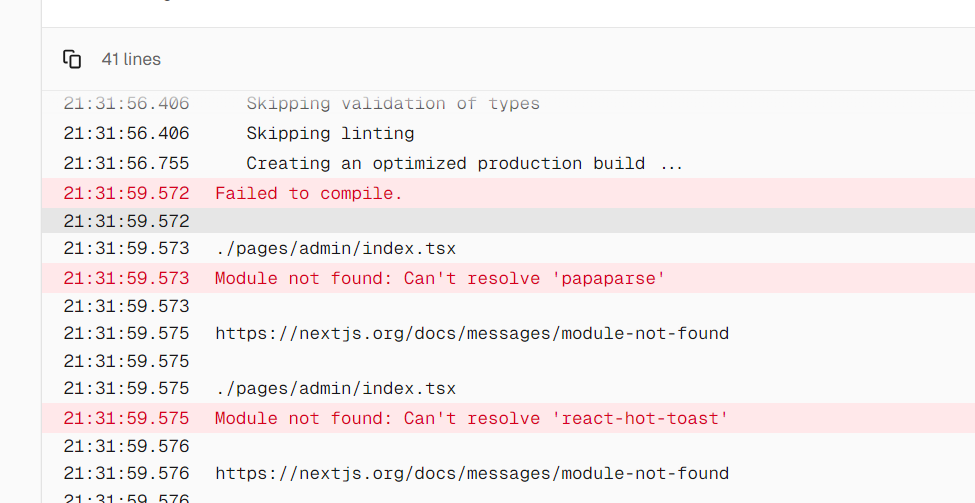 41 lines
21:31:56.406 Skipping validation of types
21:31:56.406 Skipping linting
21:31:56.755 Creating an optimized production build ...
21:31:59.572 Failed to compile.
21:31:59.572
21:31:59.573 ./pages/admin/index.tsx
21:31:59.573 Module not found: Can't resolve 'papaparse'
21:31:59.573
21:31:59.575 https://nextjs.org/docs/messages/module-not-found
21:31:59.575
21:31:59.575 ./pages/admin/index.tsx
21:31:59.575 Module not found: Can't resolve 'react-hot-toast'
21:31:59.576
21:31:59.576 https://nextjs.org/docs/messages/module-not-found
21:31:59.576